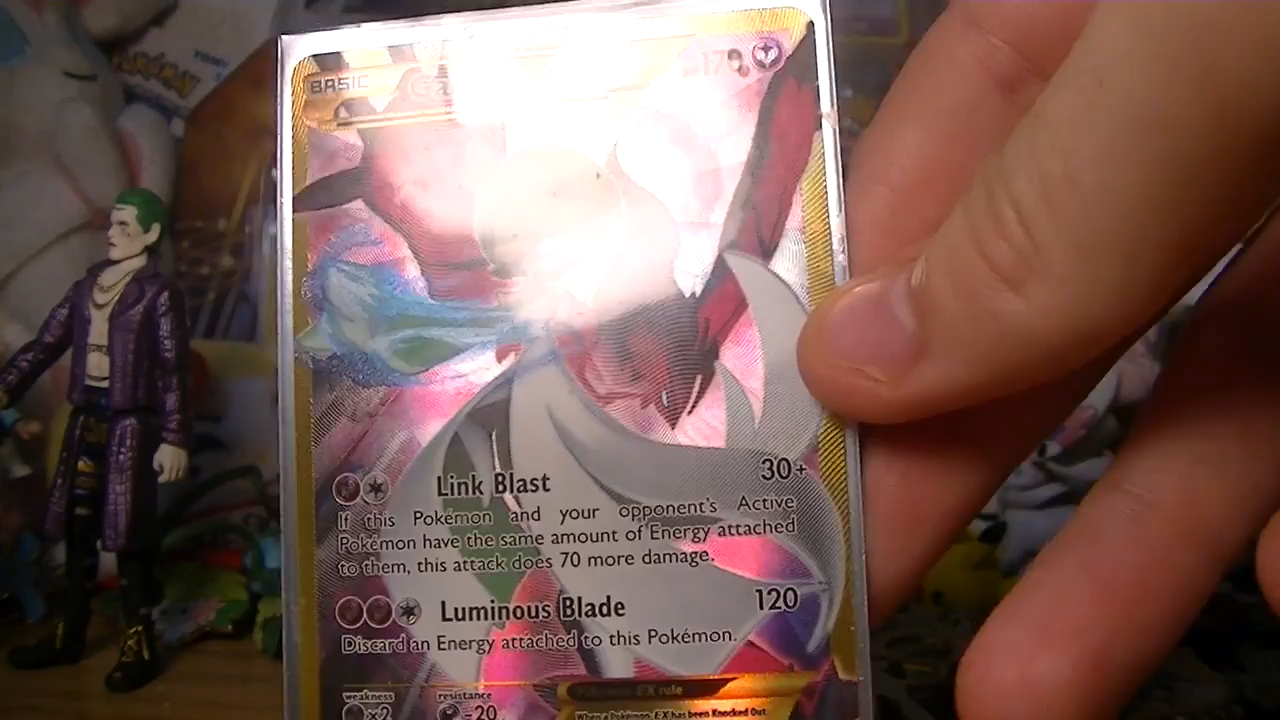 POKÉMON
BASIC Ga
Link Blast 30+
If this Pokémon and your opponent's Active
Pokémon have the same amount of Energy attached
to them, this attack does 70 more damage.
Luminous Blade 120
Discard an Energy attached to this Pokémon.
weakness resistance
×2 -20
Pokémon EX rule
When a Pokémon-EX has been Knocked Out